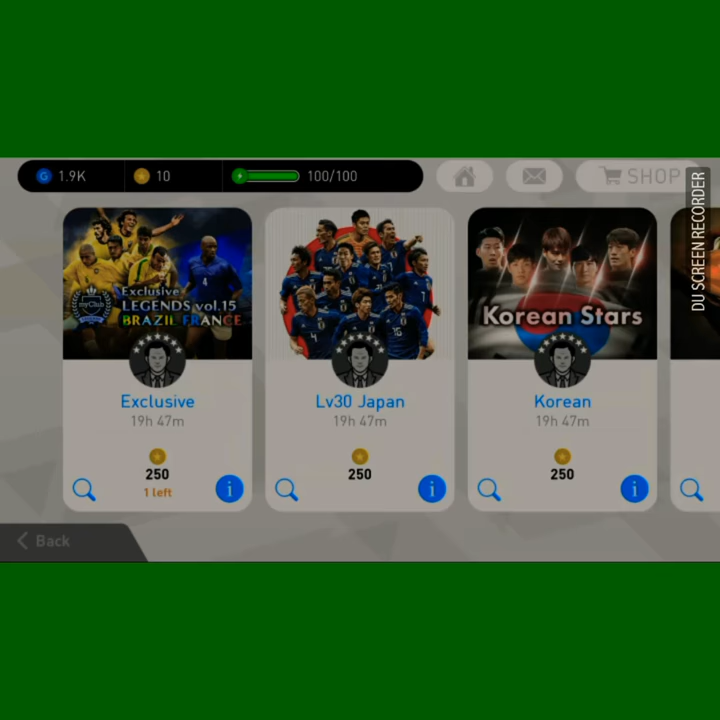 G 1.9K 10 100/100 SHOP
DU SCREEN RECORDER
Exclusive
LEGENDS vol.15
BRAZIL FRANCE
myClub
Korean Stars
Exclusive
19h 47m
250
1 left
Lv30 Japan
19h 47m
250
Korean
19h 47m
250
Back